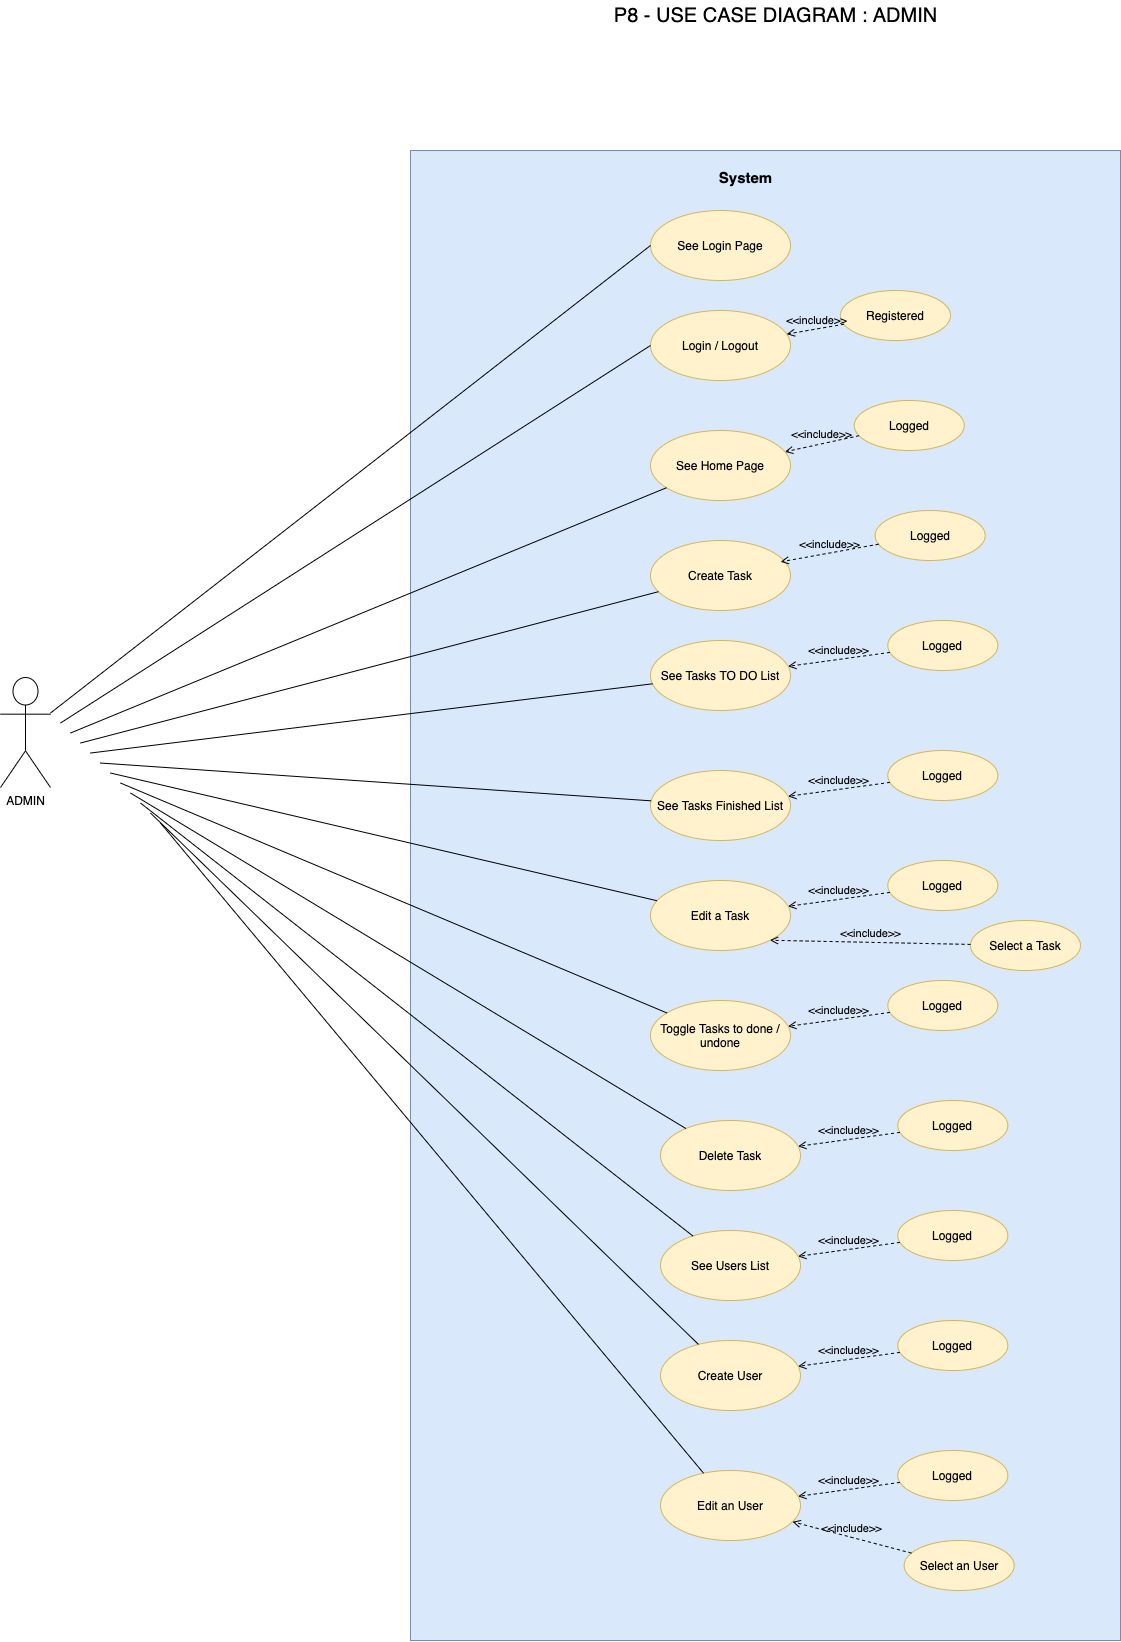 P8 - USE CASE DIAGRAM : ADMIN
System
See Login Page
<<include>>
Registered
Login / Logout
<<include>>
Logged
See Home Page
<<include>>
Logged
Create Task
<<include>>
Logged
See Tasks TO DO List
ADMIN
<<include>>
Logged
See Tasks Finished List
<<include>>
Logged
Edit a Task
<<include>>
Select a Task
<<include>>
Logged
Toggle Tasks to done /
undone
<<include>>
Logged
Delete Task
<<include>>
Logged
See Users List
<<include>>
Logged
Create User
<<include>>
Logged
Edit an User
<<include>>
Select an User